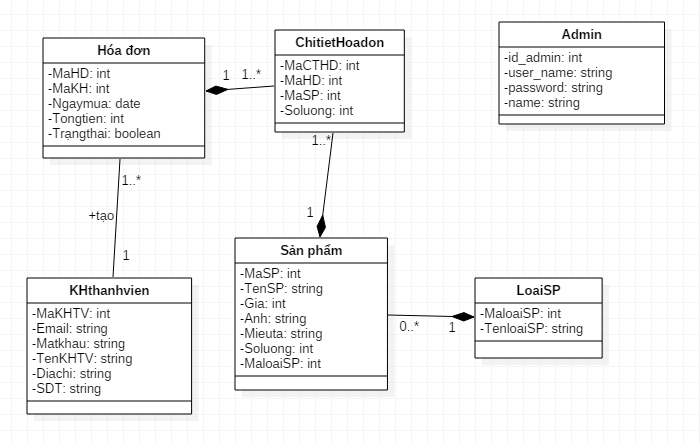 Hóa đơn
-MaHD: int
-MaKH: int
-Ngaymua: date
-Tongtien: int
-Trạngthai: boolean
1
1..*
ChitietHoadon
-MaCTHD: int
-MaHD: int
-MaSP: int
-Soluong: int
Admin
-id_admin: int
-user_name: string
-password: string
-name: string
1..*
+tạo
1
1..*
1
KHthanhvien
-MaKHTV: int
-Email: string
-Matkhau: string
-TenKHTV: string
-Diachi: string
-SDT: string
Sản phẩm
-MaSP: int
-TenSP: string
-Gia: int
-Anh: string
-Mieuta: string
-Soluong: int
-MaloaiSP: int
0..*
1
LoaiSP
-MaloaiSP: int
-TenloaiSP: string